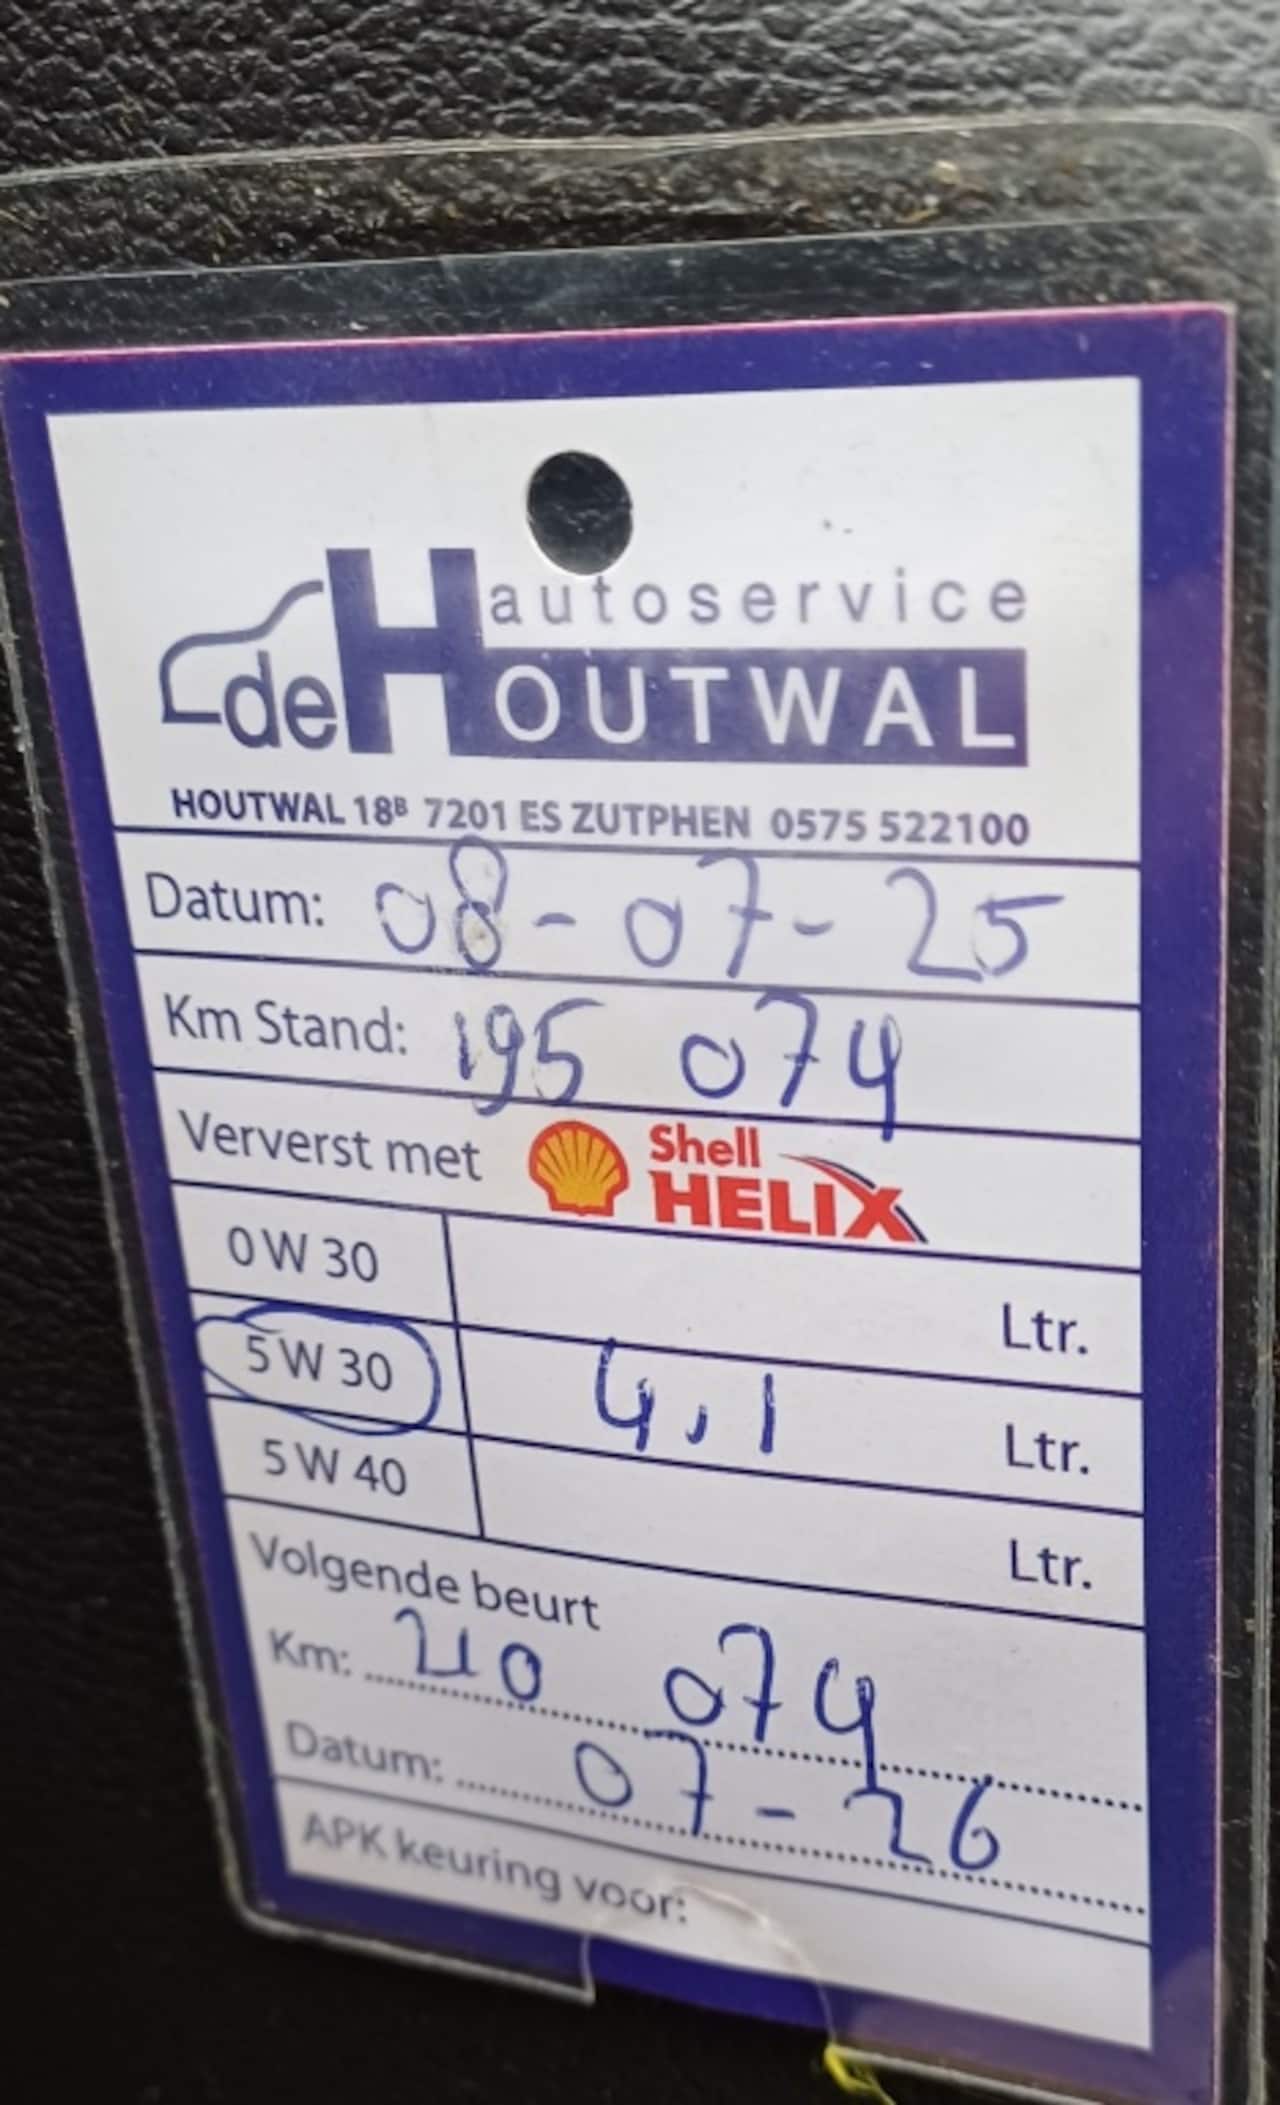 autoservice
de HOUTWAL
HOUTWAL 18B 7201 ES ZUTPHEN 0575 522100
Datum: 08-07-25
Km Stand: 195 074
Ververst met Shell HELIX
0 W 30 Ltr.
5 W 30 4,1 Ltr.
5 W 40 Ltr.
Volgende beurt
Km: 210 074
Datum: 07-26
APK keuring voor: